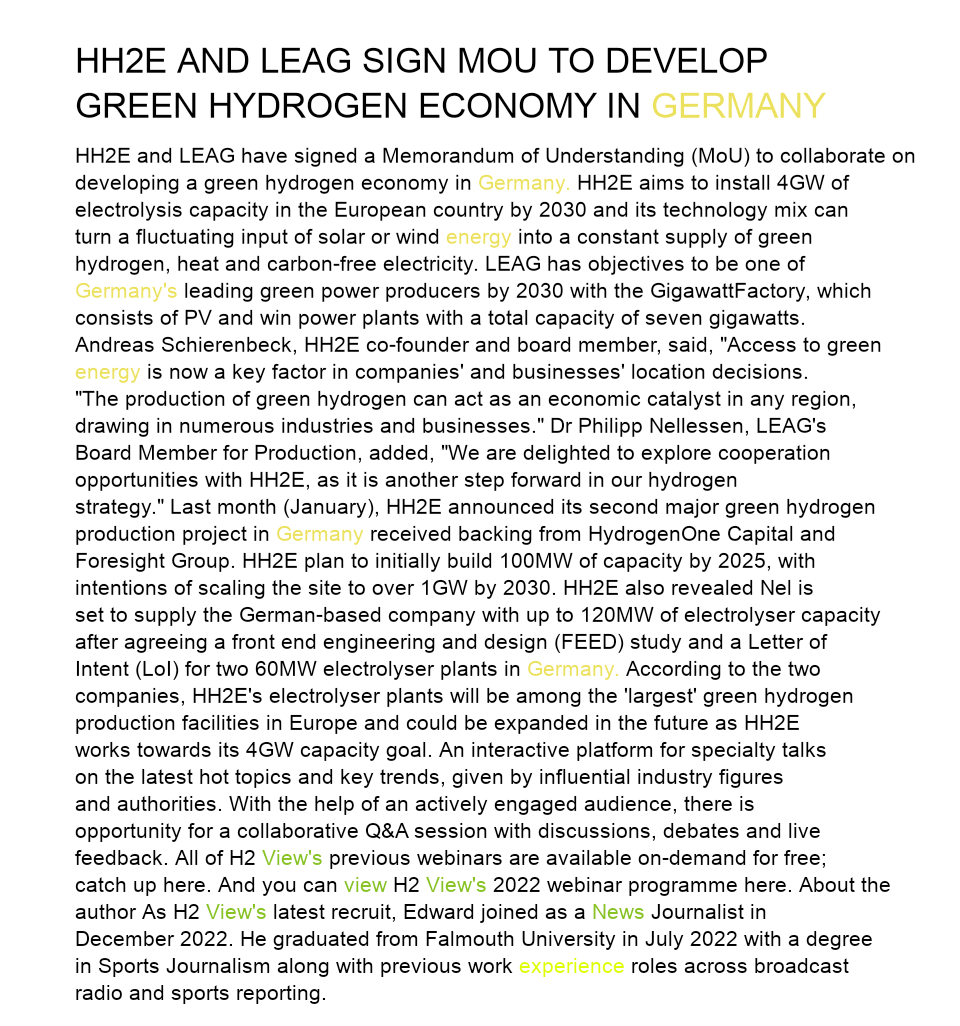 HH2E AND LEAG SIGN MOU TO DEVELOP
GREEN HYDROGEN ECONOMY IN GERMANY
HH2E and LEAG have signed a Memorandum of Understanding (MoU) to collaborate on
developing a green hydrogen economy in Germany. HH2E aims to install 4GW of
electrolysis capacity in the European country by 2030 and its technology mix can
turn a fluctuating input of solar or wind energy into a constant supply of green
hydrogen, heat and carbon-free electricity. LEAG has objectives to be one of
Germany's leading green power producers by 2030 with the GigawattFactory, which
consists of PV and win power plants with a total capacity of seven gigawatts.
Andreas Schierenbeck, HH2E co-founder and board member, said, "Access to green
energy is now a key factor in companies' and businesses' location decisions.
"The production of green hydrogen can act as an economic catalyst in any region,
drawing in numerous industries and businesses." Dr Philipp Nellessen, LEAG's
Board Member for Production, added, "We are delighted to explore cooperation
opportunities with HH2E, as it is another step forward in our hydrogen
strategy." Last month (January), HH2E announced its second major green hydrogen
production project in Germany received backing from HydrogenOne Capital and
Foresight Group. HH2E plan to initially build 100MW of capacity by 2025, with
intentions of scaling the site to over 1GW by 2030. HH2E also revealed Nel is
set to supply the German-based company with up to 120MW of electrolyser capacity
after agreeing a front end engineering and design (FEED) study and a Letter of
Intent (LoI) for two 60MW electrolyser plants in Germany. According to the two
companies, HH2E's electrolyser plants will be among the 'largest' green hydrogen
production facilities in Europe and could be expanded in the future as HH2E
works towards its 4GW capacity goal. An interactive platform for specialty talks
on the latest hot topics and key trends, given by influential industry figures
and authorities. With the help of an actively engaged audience, there is
opportunity for a collaborative Q&A session with discussions, debates and live
feedback. All of H2 View's previous webinars are available on-demand for free;
catch up here. And you can view H2 View's 2022 webinar programme here. About the
author As H2 View's latest recruit, Edward joined as a News Journalist in
December 2022. He graduated from Falmouth University in July 2022 with a degree
in Sports Journalism along with previous work experience roles across broadcast
radio and sports reporting.